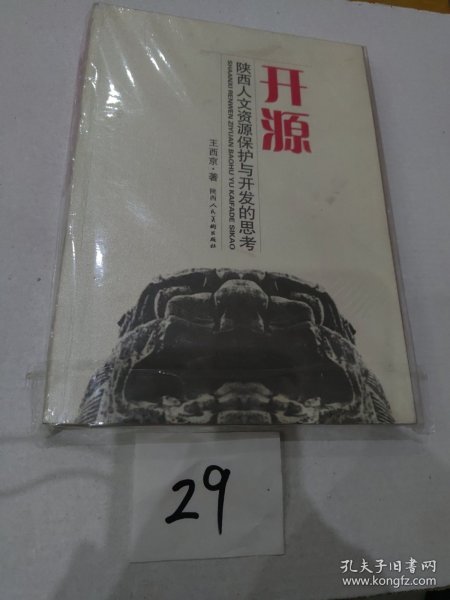 开源
陕西人文资源保护与开发的思考
SHAANXI RENWEN ZIYUAN BAOHU YU KAIFADE SIKAO
王西京·著
陕西人民美术出版社
29
孔夫子旧书网
www.kongfz.com